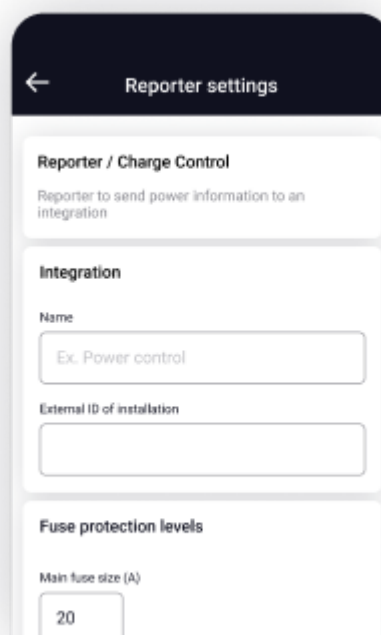 Reporter settings
Reporter / Charge Control
Reporter to send power information to an
integration
Integration
Name
Ex. Power control
External ID of installation
Fuse protection levels
Main fuse size (A)
20